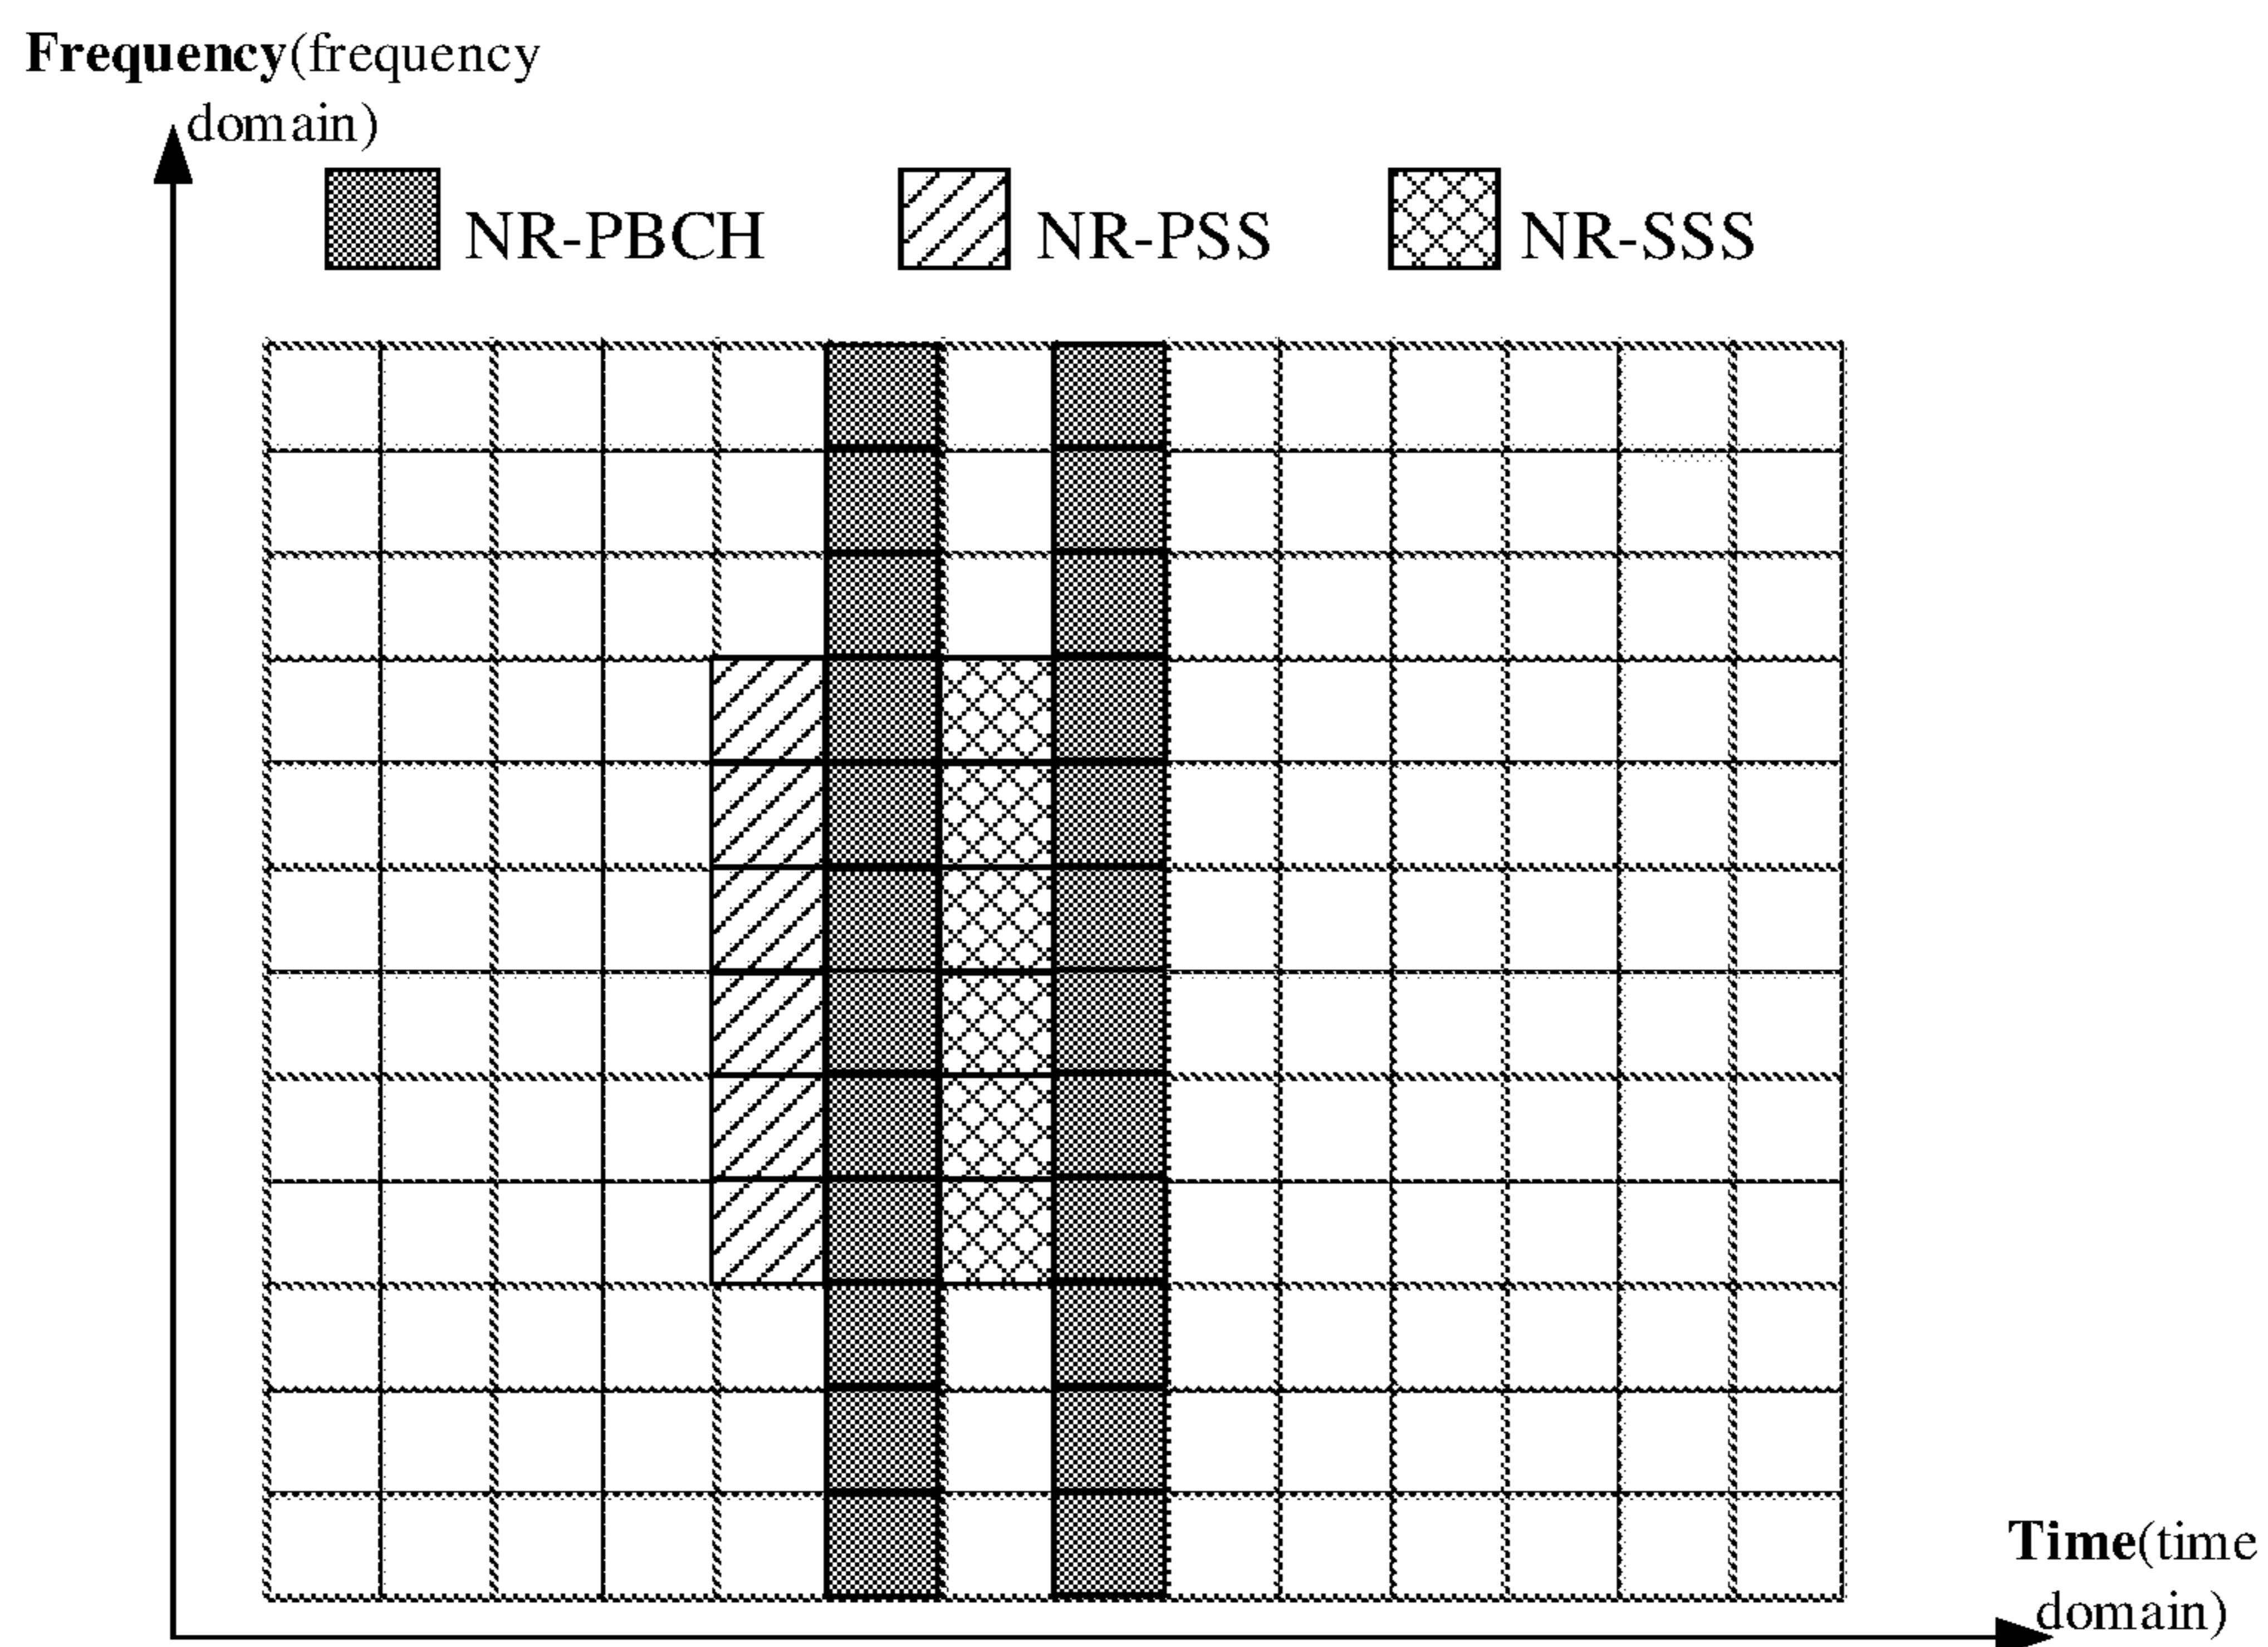 Frequency(frequency
domain)
NR-PBCH NR-PSS NR-SSS
Time(time
domain)